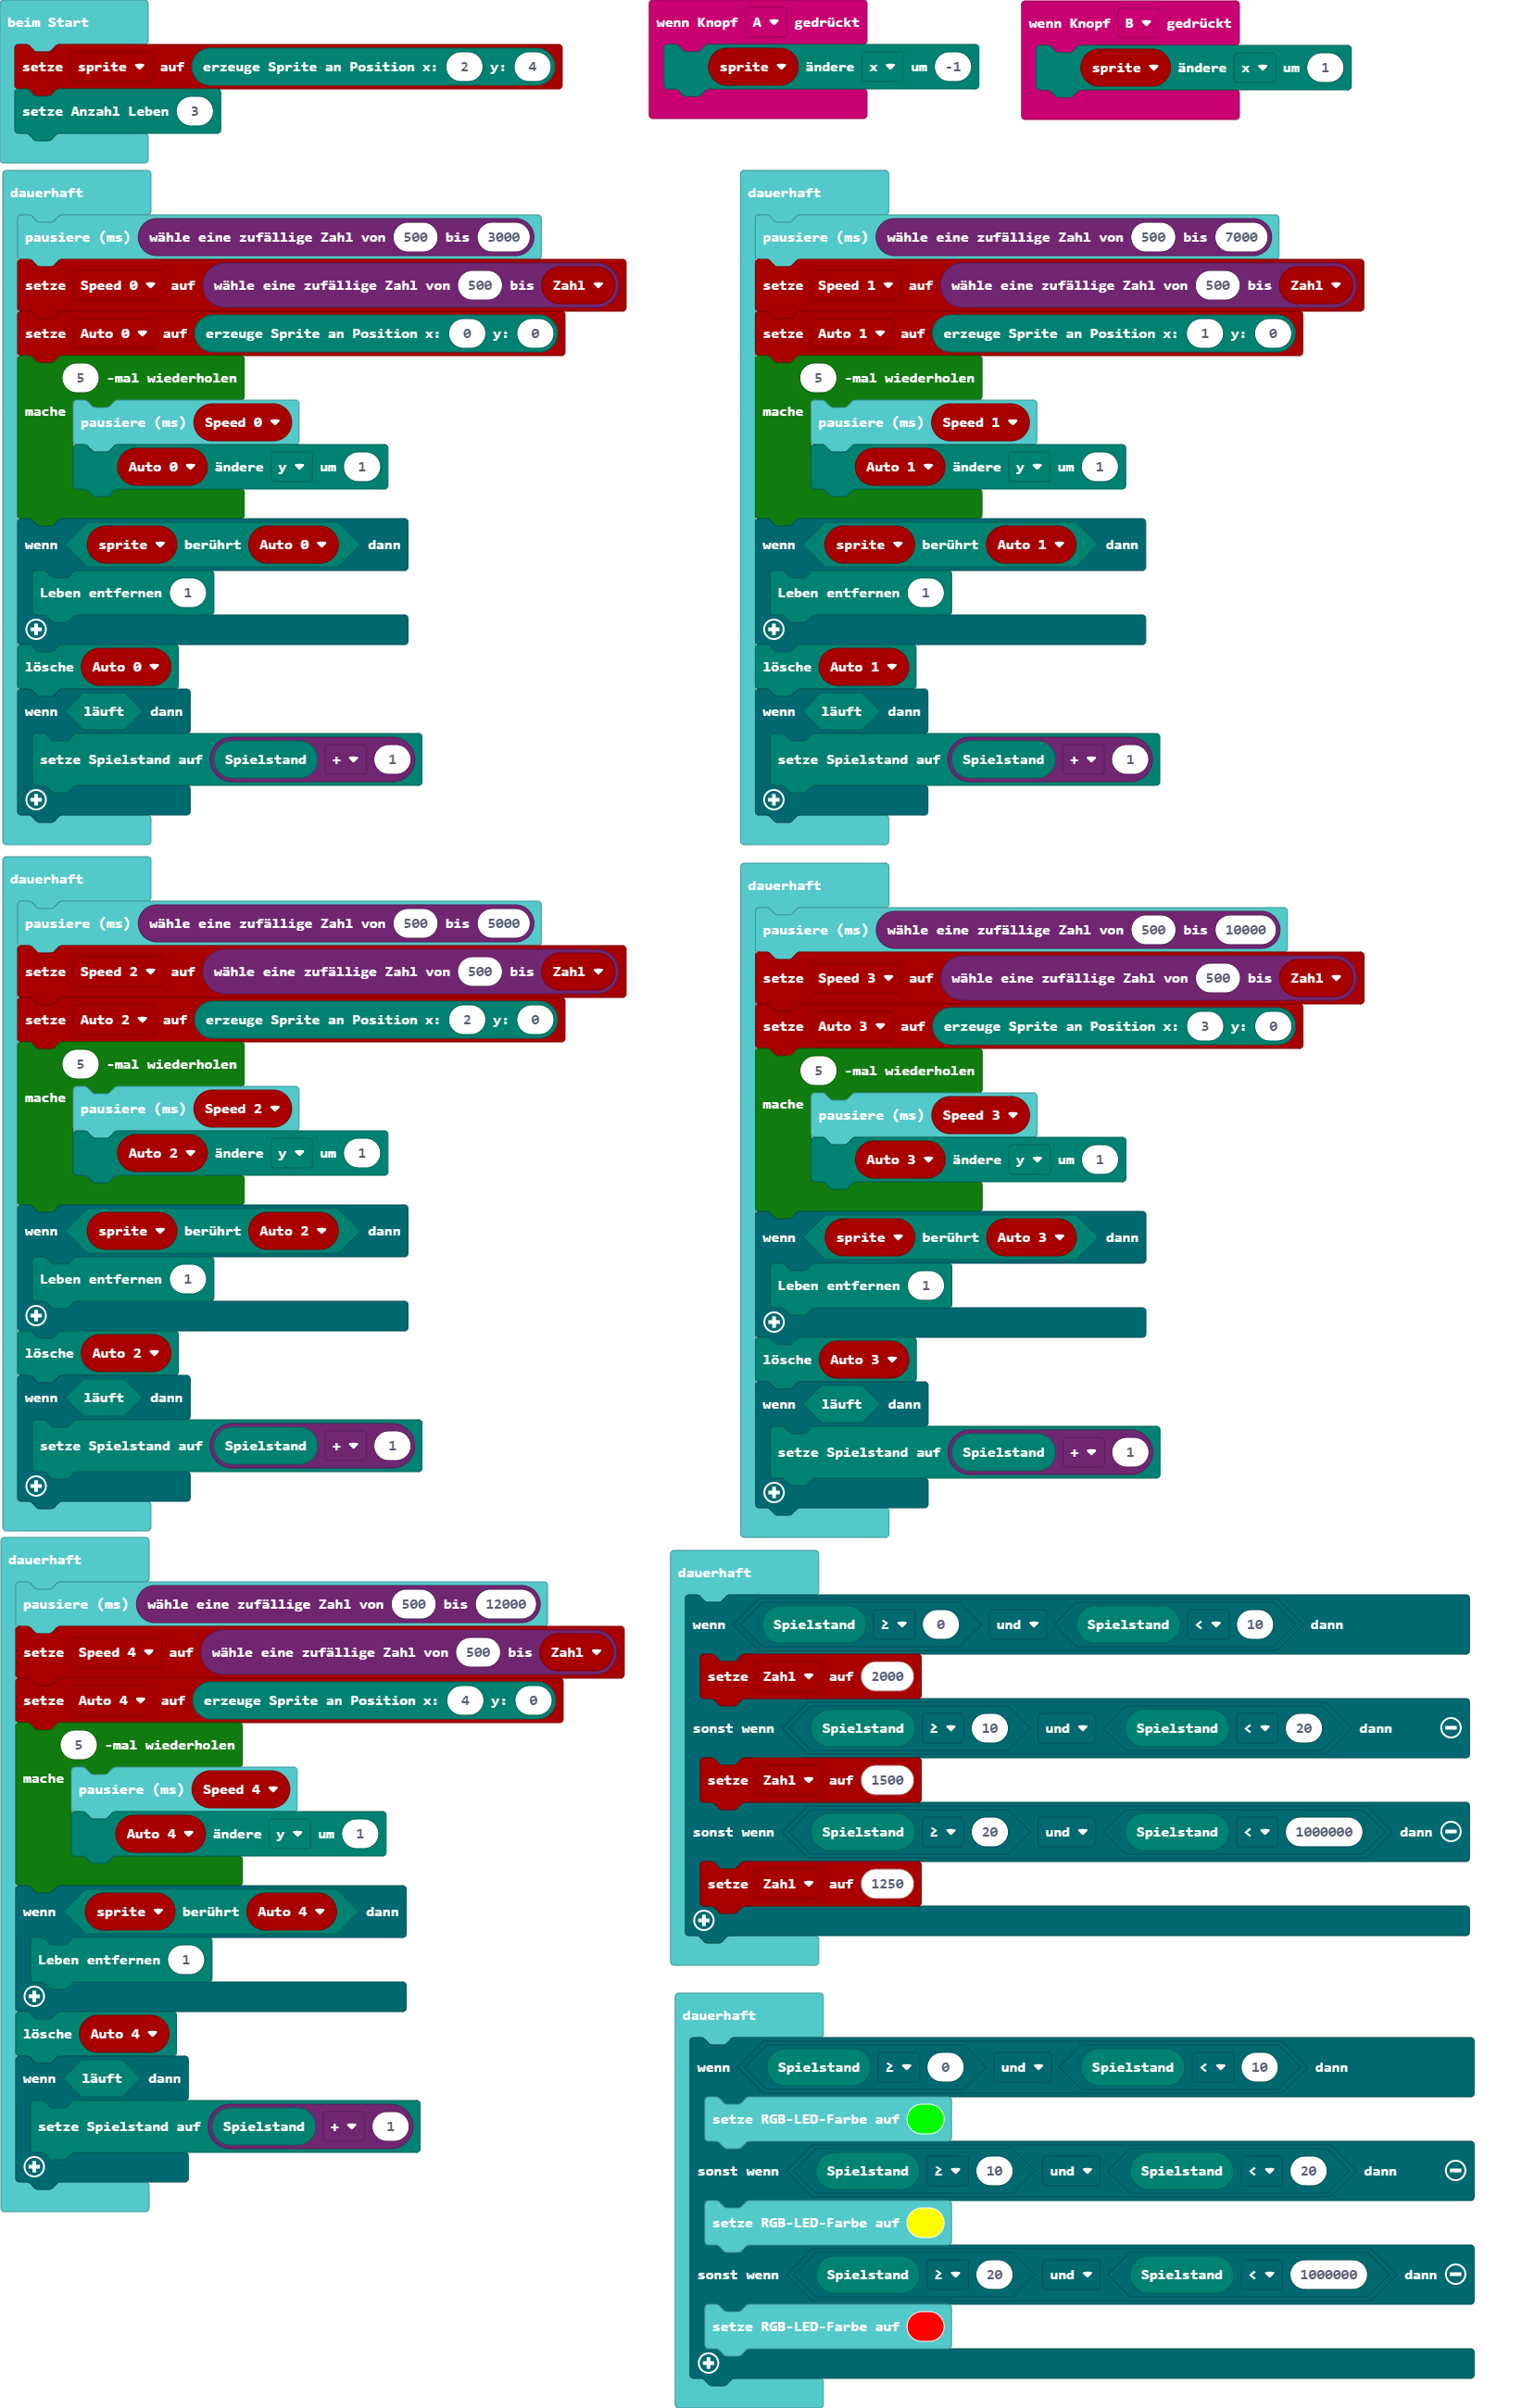 beim Start
setze sprite auf erzeuge Sprite an Position x: 2 y: 4
setze Anzahl Leben 3
wenn Knopf A gedrückt
sprite ändere x um -1
wenn Knopf B gedrückt
sprite ändere x um 1
dauerhaft
pausiere (ms) wähle eine zufällige Zahl von 500 bis 3000
setze Speed 0 auf wähle eine zufällige Zahl von 500 bis Zahl
setze Auto 0 auf erzeuge Sprite an Position x: 0 y: 0
5 -mal wiederholen
mache
pausiere (ms) Speed 0
Auto 0 ändere y um 1
wenn sprite berührt Auto 0 dann
Leben entfernen 1
lösche Auto 0
wenn läuft dann
setze Spielstand auf Spielstand + 1
dauerhaft
pausiere (ms) wähle eine zufällige Zahl von 500 bis 7000
setze Speed 1 auf wähle eine zufällige Zahl von 500 bis Zahl
setze Auto 1 auf erzeuge Sprite an Position x: 1 y: 0
5 -mal wiederholen
mache
pausiere (ms) Speed 1
Auto 1 ändere y um 1
wenn sprite berührt Auto 1 dann
Leben entfernen 1
lösche Auto 1
wenn läuft dann
setze Spielstand auf Spielstand + 1
dauerhaft
pausiere (ms) wähle eine zufällige Zahl von 500 bis 5000
setze Speed 2 auf wähle eine zufällige Zahl von 500 bis Zahl
setze Auto 2 auf erzeuge Sprite an Position x: 2 y: 0
5 -mal wiederholen
mache
pausiere (ms) Speed 2
Auto 2 ändere y um 1
wenn sprite berührt Auto 2 dann
Leben entfernen 1
lösche Auto 2
wenn läuft dann
setze Spielstand auf Spielstand + 1
dauerhaft
pausiere (ms) wähle eine zufällige Zahl von 500 bis 10000
setze Speed 3 auf wähle eine zufällige Zahl von 500 bis Zahl
setze Auto 3 auf erzeuge Sprite an Position x: 3 y: 0
5 -mal wiederholen
mache
pausiere (ms) Speed 3
Auto 3 ändere y um 1
wenn sprite berührt Auto 3 dann
Leben entfernen 1
lösche Auto 3
wenn läuft dann
setze Spielstand auf Spielstand + 1
dauerhaft
pausiere (ms) wähle eine zufällige Zahl von 500 bis 12000
setze Speed 4 auf wähle eine zufällige Zahl von 500 bis Zahl
setze Auto 4 auf erzeuge Sprite an Position x: 4 y: 0
5 -mal wiederholen
mache
pausiere (ms) Speed 4
Auto 4 ändere y um 1
wenn sprite berührt Auto 4 dann
Leben entfernen 1
lösche Auto 4
wenn läuft dann
setze Spielstand auf Spielstand + 1
dauerhaft
wenn Spielstand ≥ 0 und Spielstand < 10 dann
setze Zahl auf 2000
sonst wenn Spielstand ≥ 10 und Spielstand < 20 dann
setze Zahl auf 1500
sonst wenn Spielstand ≥ 20 und Spielstand < 1000000 dann
setze Zahl auf 1250
dauerhaft
wenn Spielstand ≥ 0 und Spielstand < 10 dann
setze RGB-LED-Farbe auf
sonst wenn Spielstand ≥ 10 und Spielstand < 20 dann
setze RGB-LED-Farbe auf
sonst wenn Spielstand ≥ 20 und Spielstand < 1000000 dann
setze RGB-LED-Farbe auf